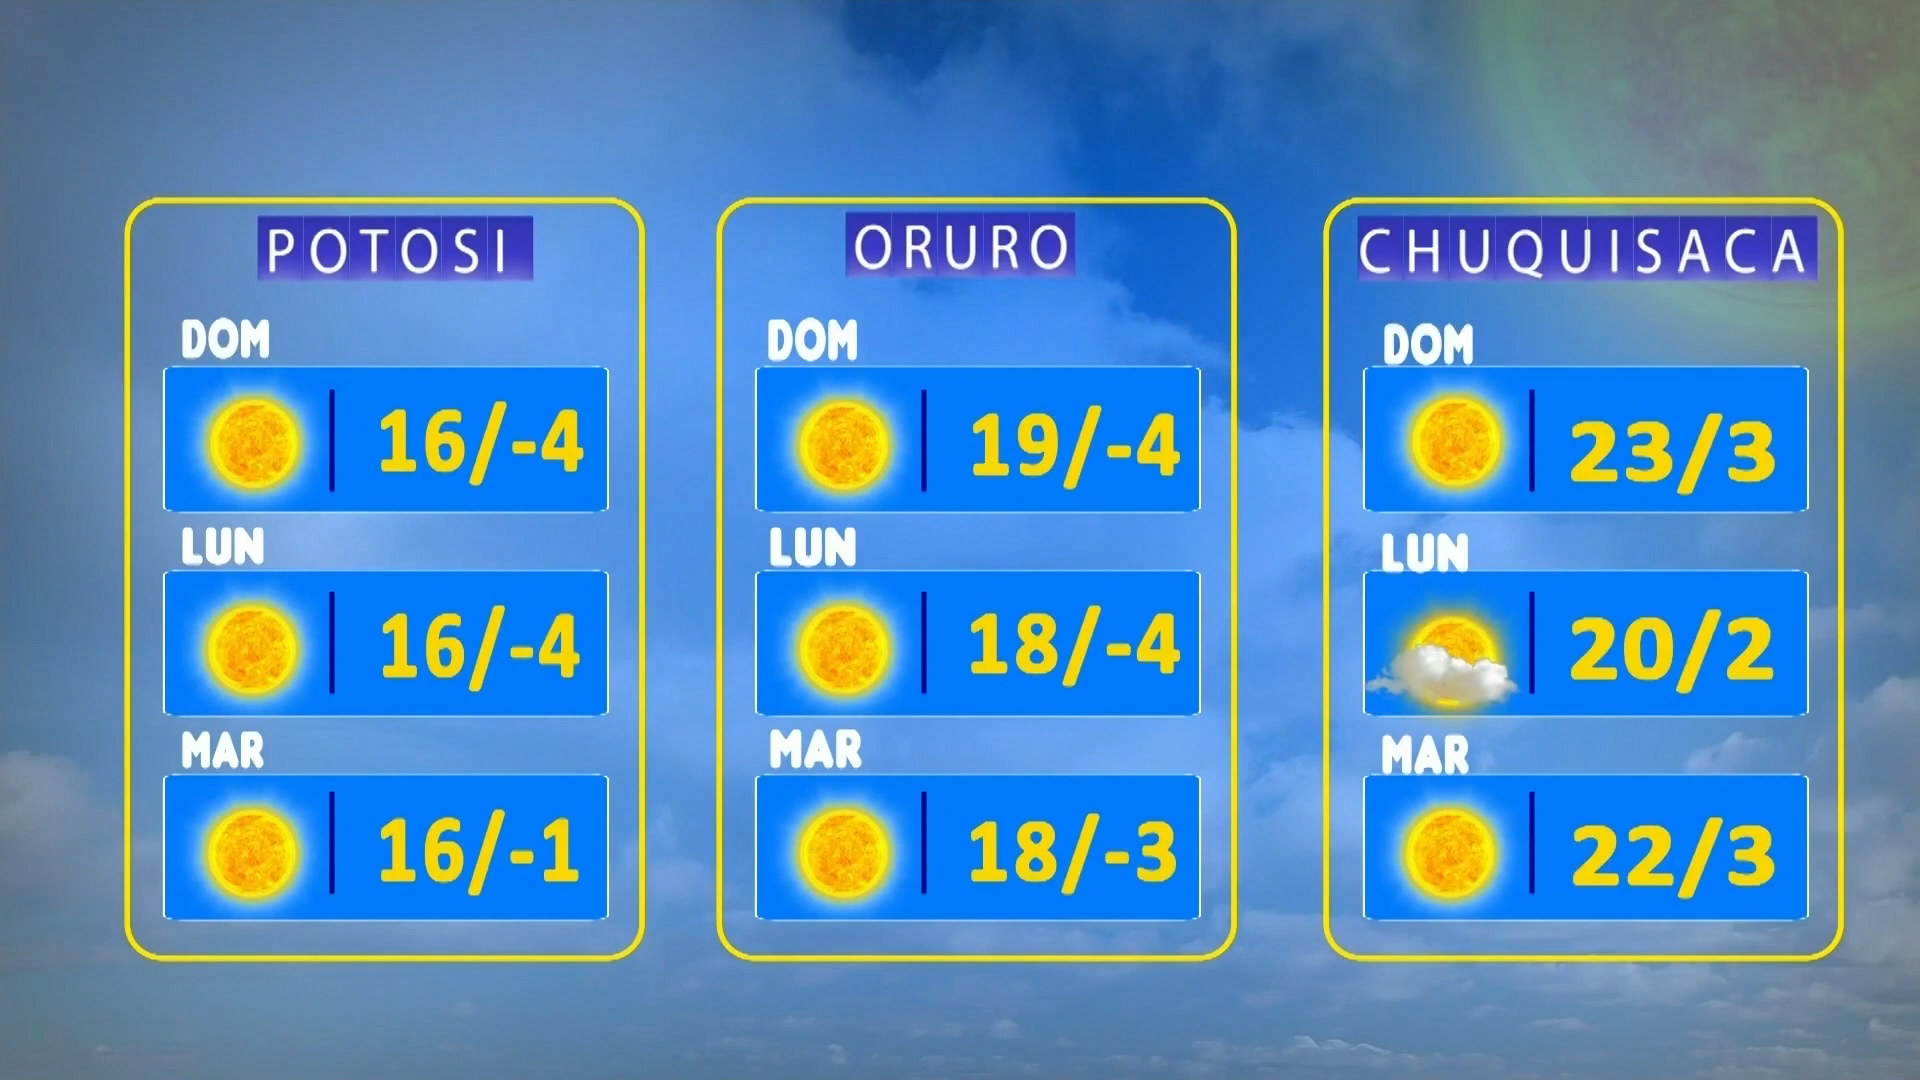 POTOSI
DOM
16/-4
LUN
16/-4
MAR
16/-1
ORURO
DOM
19/-4
LUN
18/-4
MAR
18/-3
CHUQUISACA
DOM
23/3
LUN
20/2
MAR
22/3